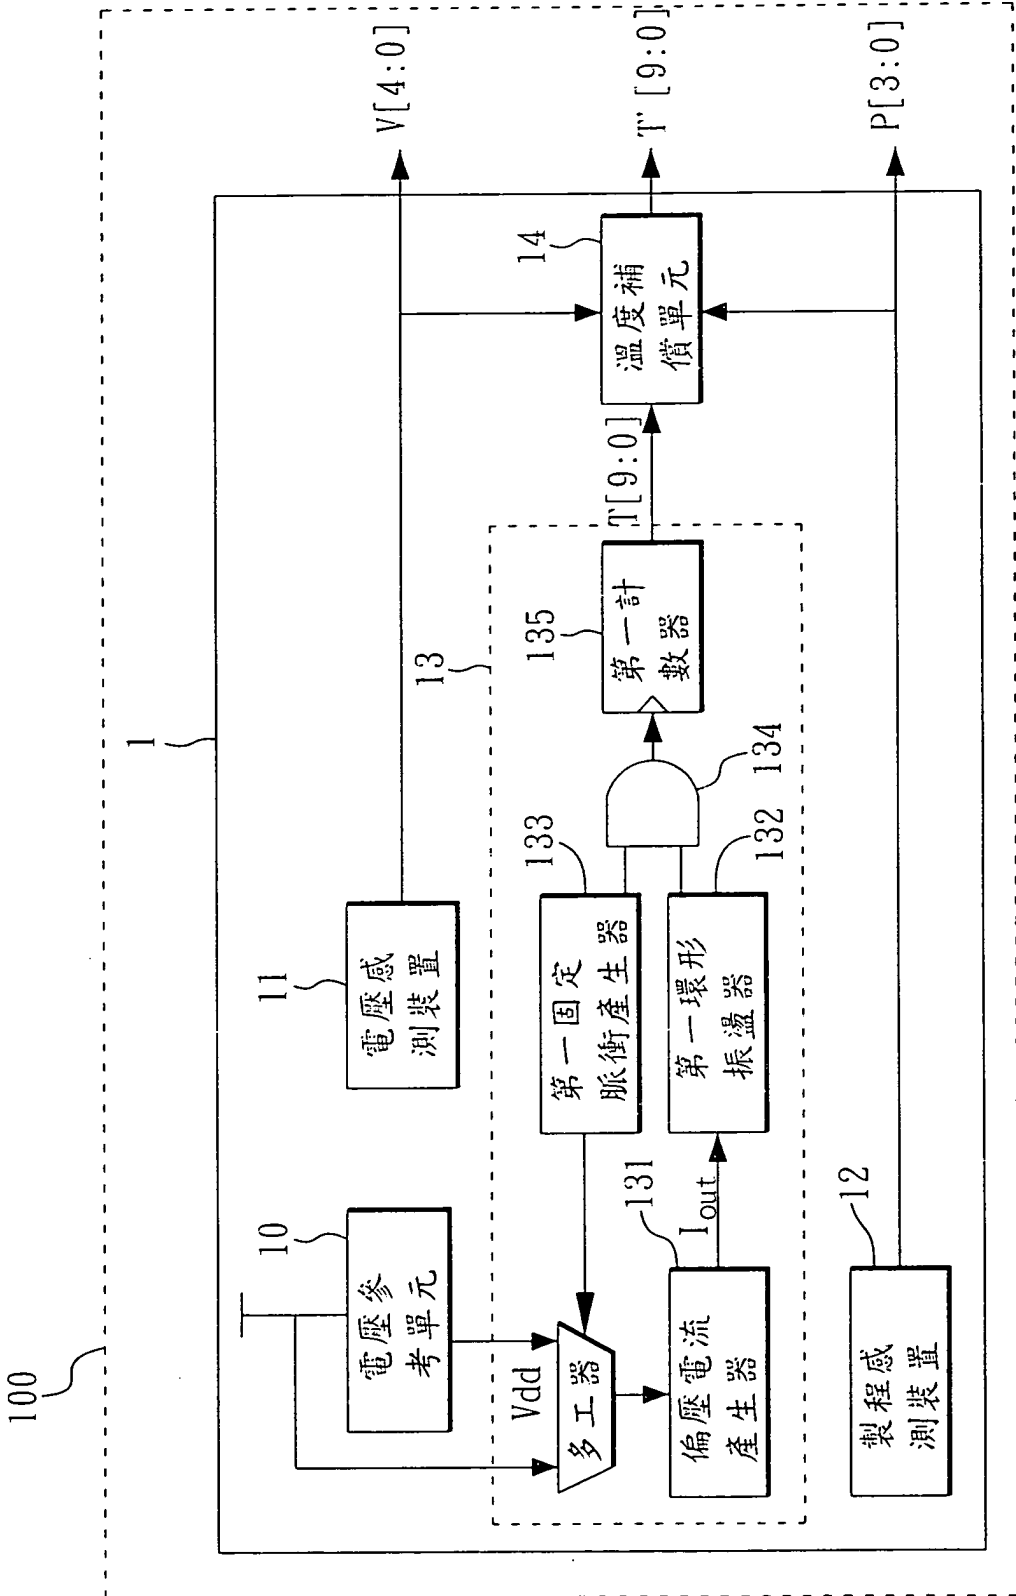 100
1
10
電壓參
考單元
11
電壓感
測裝置
V[4:0]
13
Vdd
多工器
131
偏壓電流
產生器
Iout
133
第一固定
脈衝產生器
132
第一環形
振盪器
134
135
第一計
數器
T[9:0]
14
溫度補
償單元
T'[9:0]
12
製程感
測裝置
P[3:0]